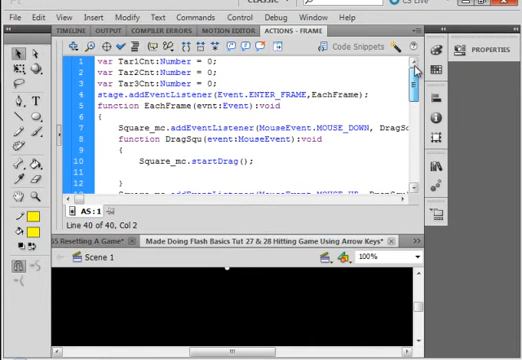 CLASSIC
CS Live
File Edit View Insert Modify Text Commands Control Debug Window Help
TIMELINE OUTPUT COMPILER ERRORS MOTION EDITOR ACTIONS - FRAME
Code Snippets
PROPERTIES
1 var Tar1Cnt:Number = 0;
2 var Tar2Cnt:Number = 0;
3 var Tar3Cnt:Number = 0;
4 stage.addEventListener(Event.ENTER_FRAME,EachFrame);
5 function EachFrame(evnt:Event):void
6 {
7 Square_mc.addEventListener(MouseEvent.MOUSE_DOWN, DragSq
8 function DragSqu(event:MouseEvent):void
9 {
10 Square_mc.startDrag();
11
12 }
AS : 1
Line 40 of 40, Col 2
55 Resetting A Game* Made Doing Flash Basics Tut 27 & 28 Hitting Game Using Arrow Keys*
Scene 1
100%